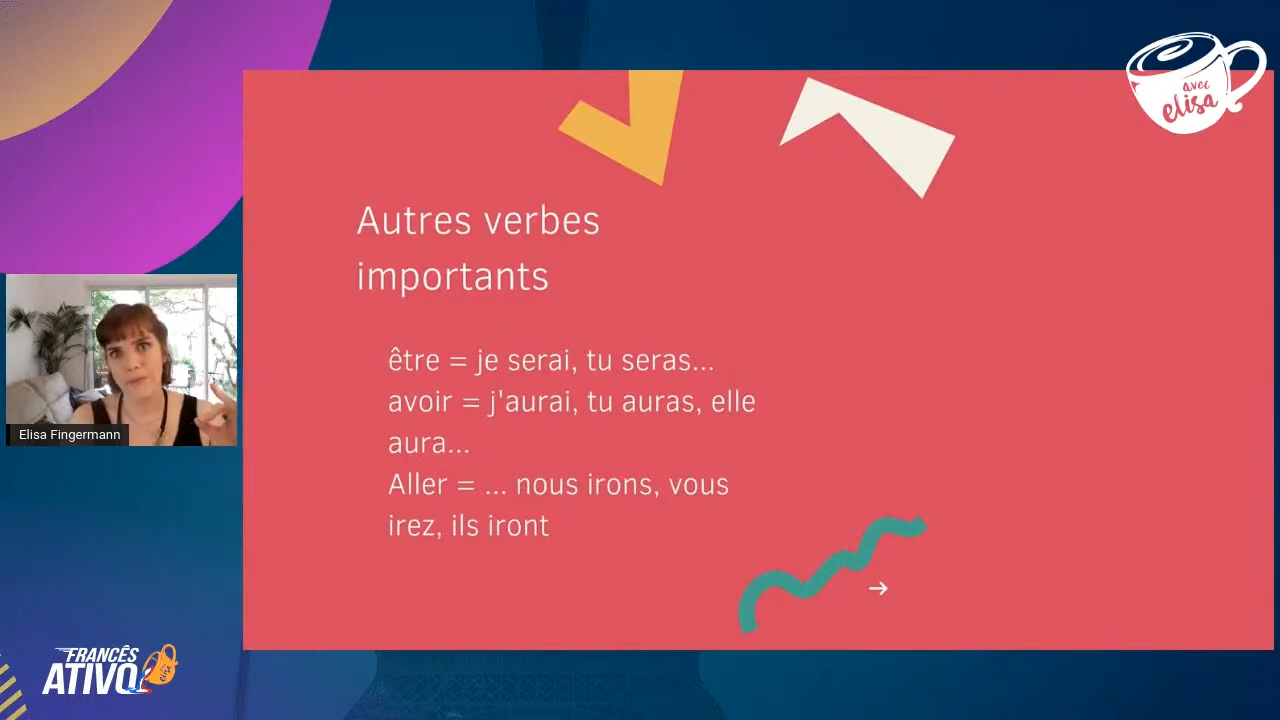 avec
elisa
Autres verbes
importants
être = je serai, tu seras...
avoir = j'aurai, tu auras, elle
aura...
Aller = ... nous irons, vous
irez, ils iront
→
Elisa Fingermann
FRANCÊS
ATIVO
elisa